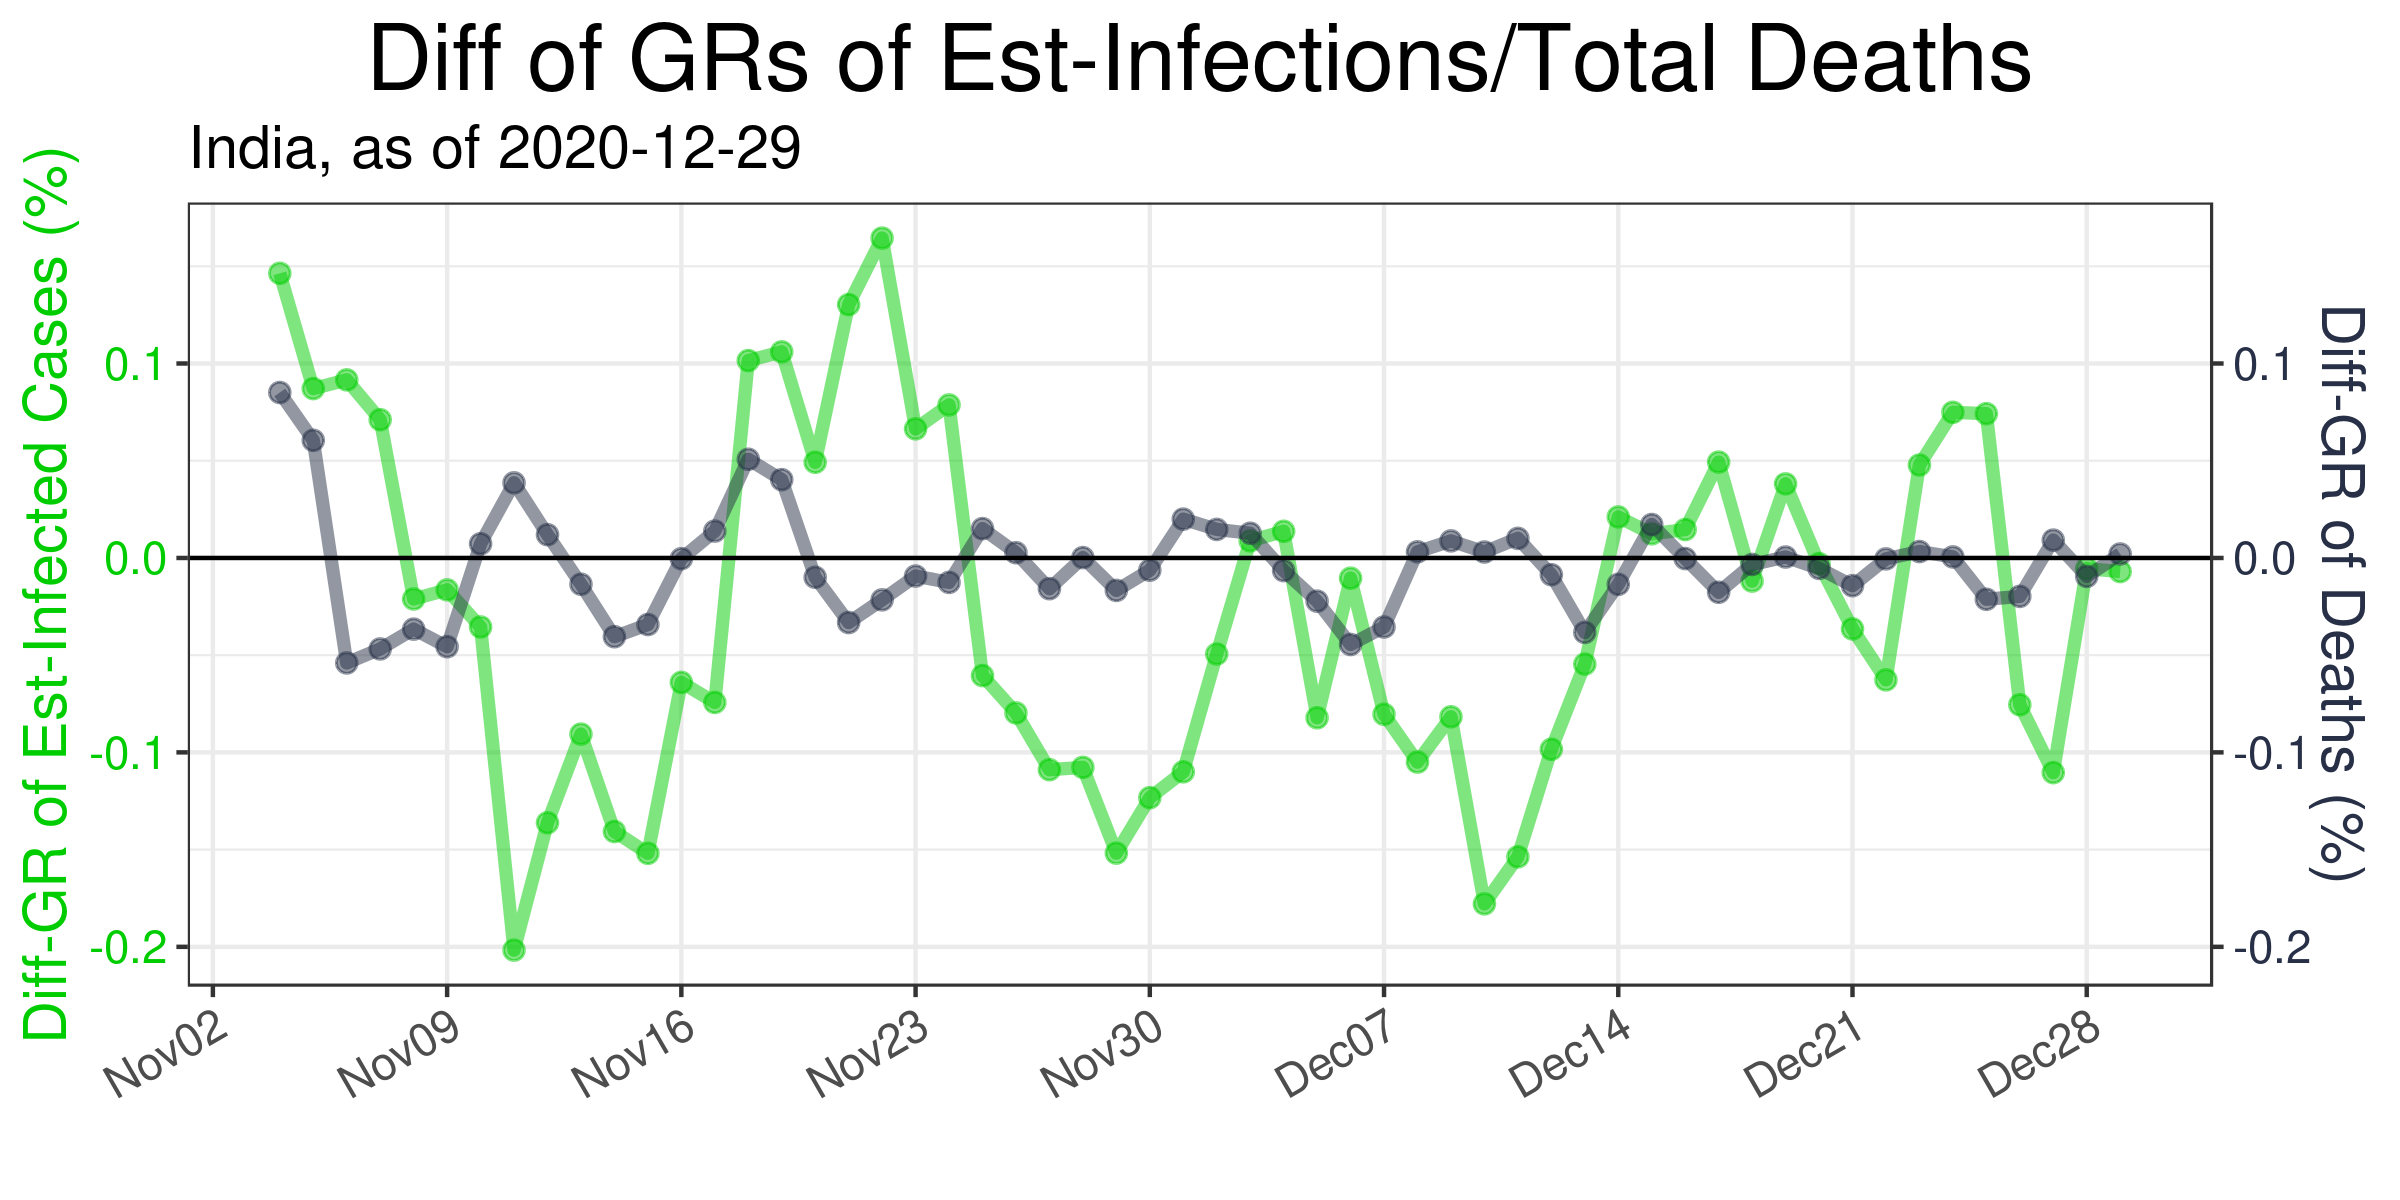 Diff of GRs of Est-Infections/Total Deaths
India, as of 2020-12-29
Diff-GR of Est-Infected Cases (%)
0.1
0.0
-0.1
-0.2
0.1
0.0
-0.1
-0.2
Diff-GR of Deaths (%)
Nov02 Nov09 Nov16 Nov23 Nov30 Dec07 Dec14 Dec21 Dec28